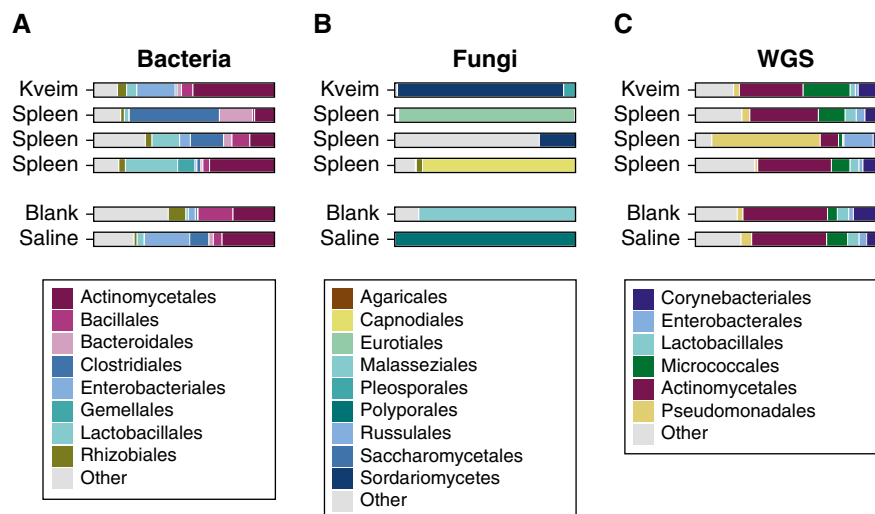 A
Bacteria
Kveim
Spleen
Spleen
Spleen
Blank
Saline
Actinomycetales
Bacillales
Bacteroidales
Clostridiales
Enterobacteriales
Gemellales
Lactobacillales
Rhizobiales
Other
B
Fungi
Kveim
Spleen
Spleen
Spleen
Blank
Saline
Agaricales
Capnodiales
Eurotiales
Malasseziales
Pleosporales
Polyporales
Russulales
Saccharomycetales
Sordariomycetes
Other
C
WGS
Kveim
Spleen
Spleen
Spleen
Blank
Saline
Corynebacteriales
Enterobacterales
Lactobacillales
Micrococcales
Actinomycetales
Pseudomonadales
Other